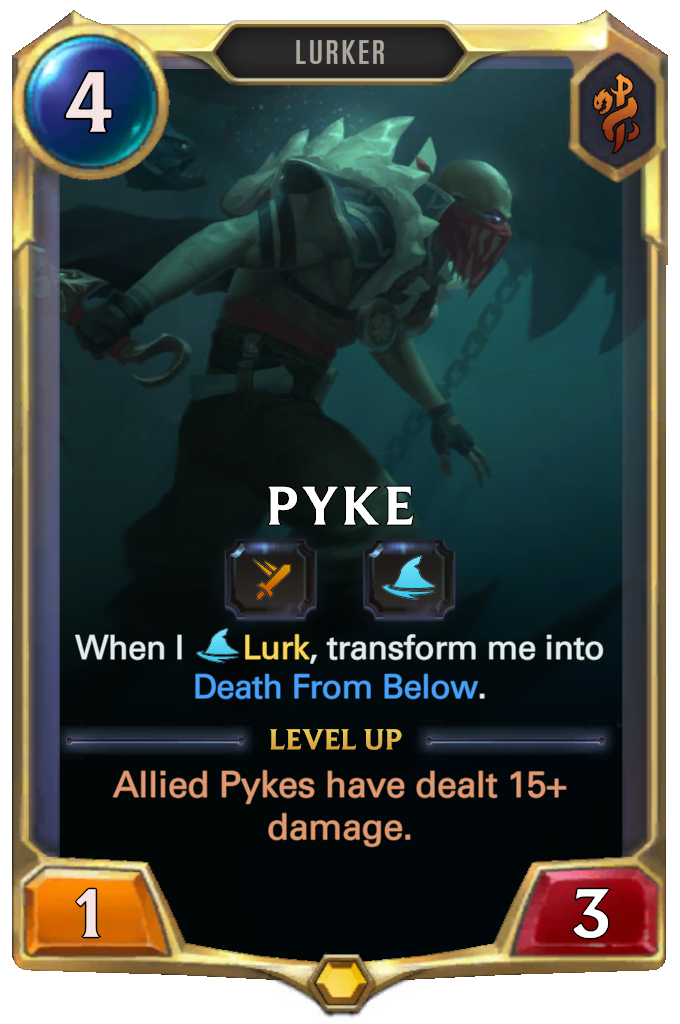 LURKER
4
PYKE
When I Lurk, transform me into
Death From Below.
LEVEL UP
Allied Pykes have dealt 15+
damage.
1
3